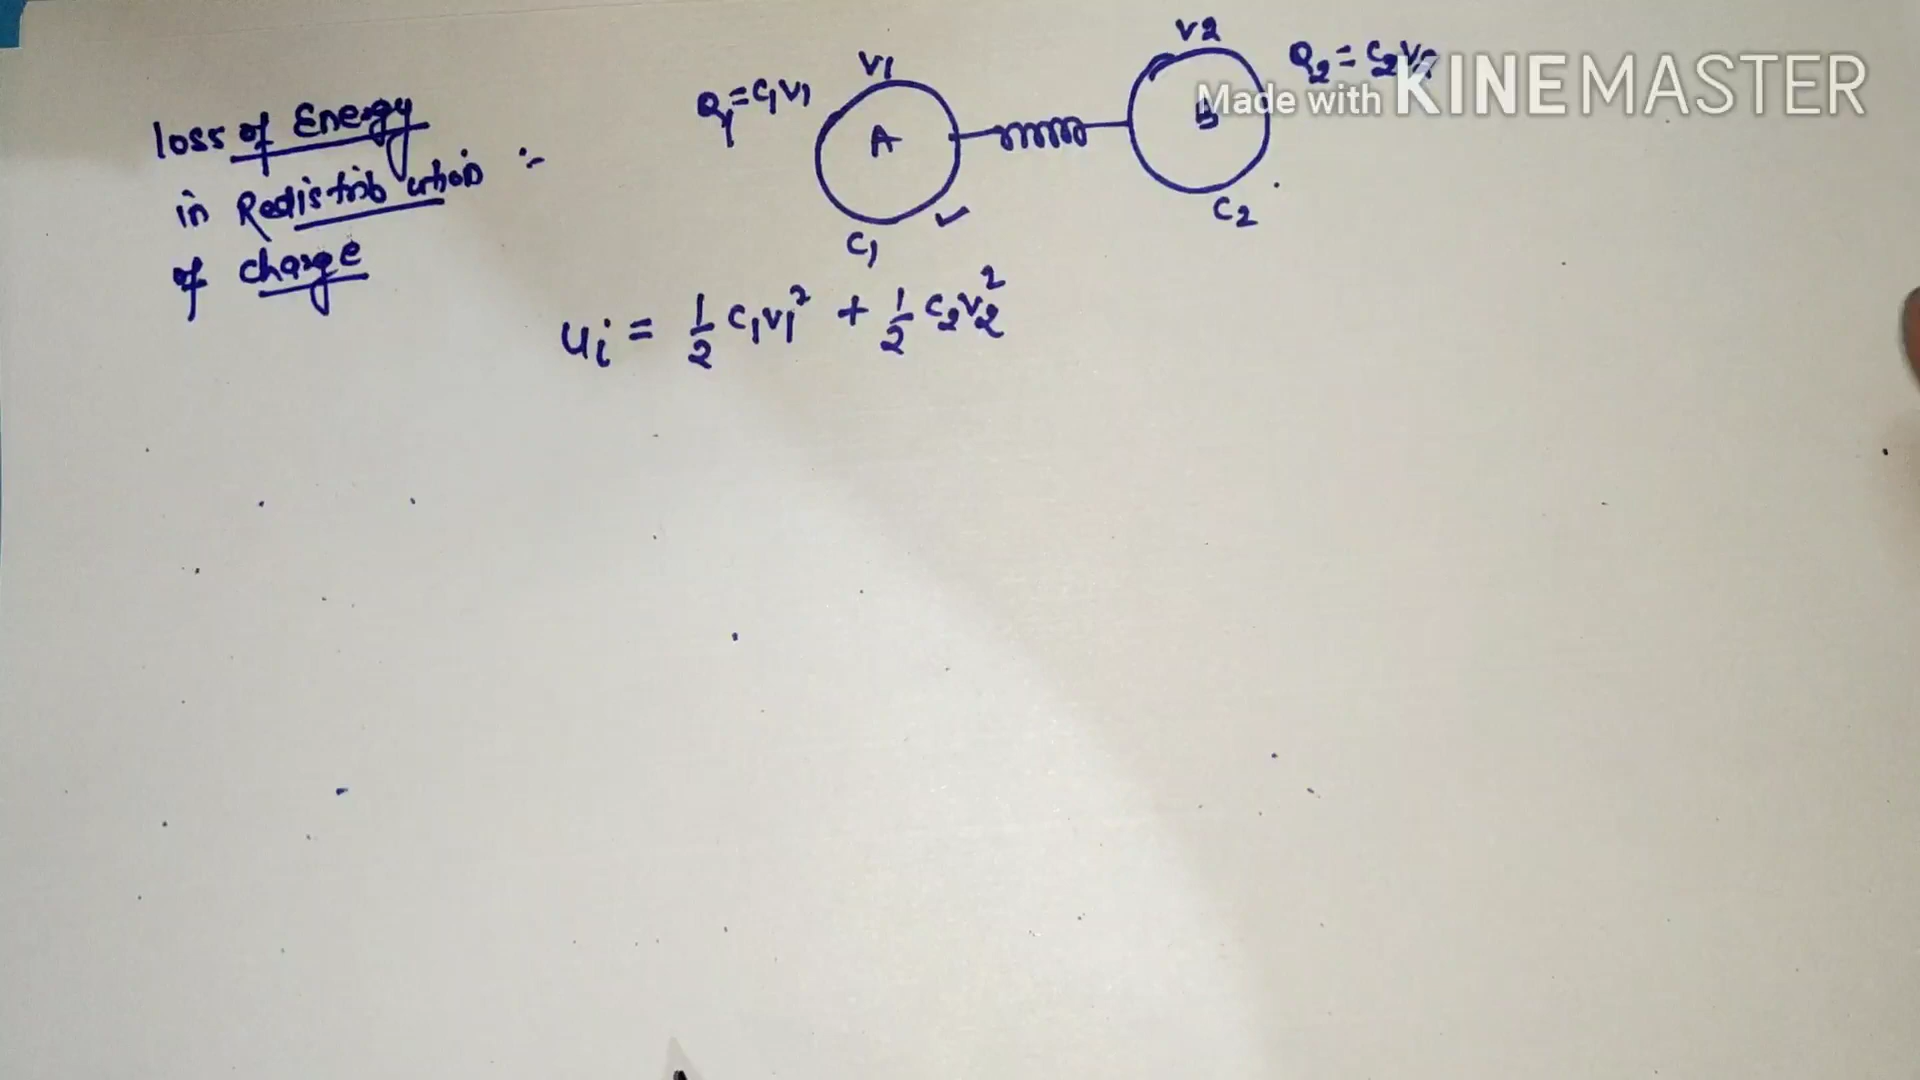 loss of Energy
in Redistribution :-
of charge
V1
Q1 = C1V1
A
C1
V2
Q2 = C2V2
B
C2
Made with KINEMASTER
Ui = 1/2 C1V1² + 1/2 C2V2²